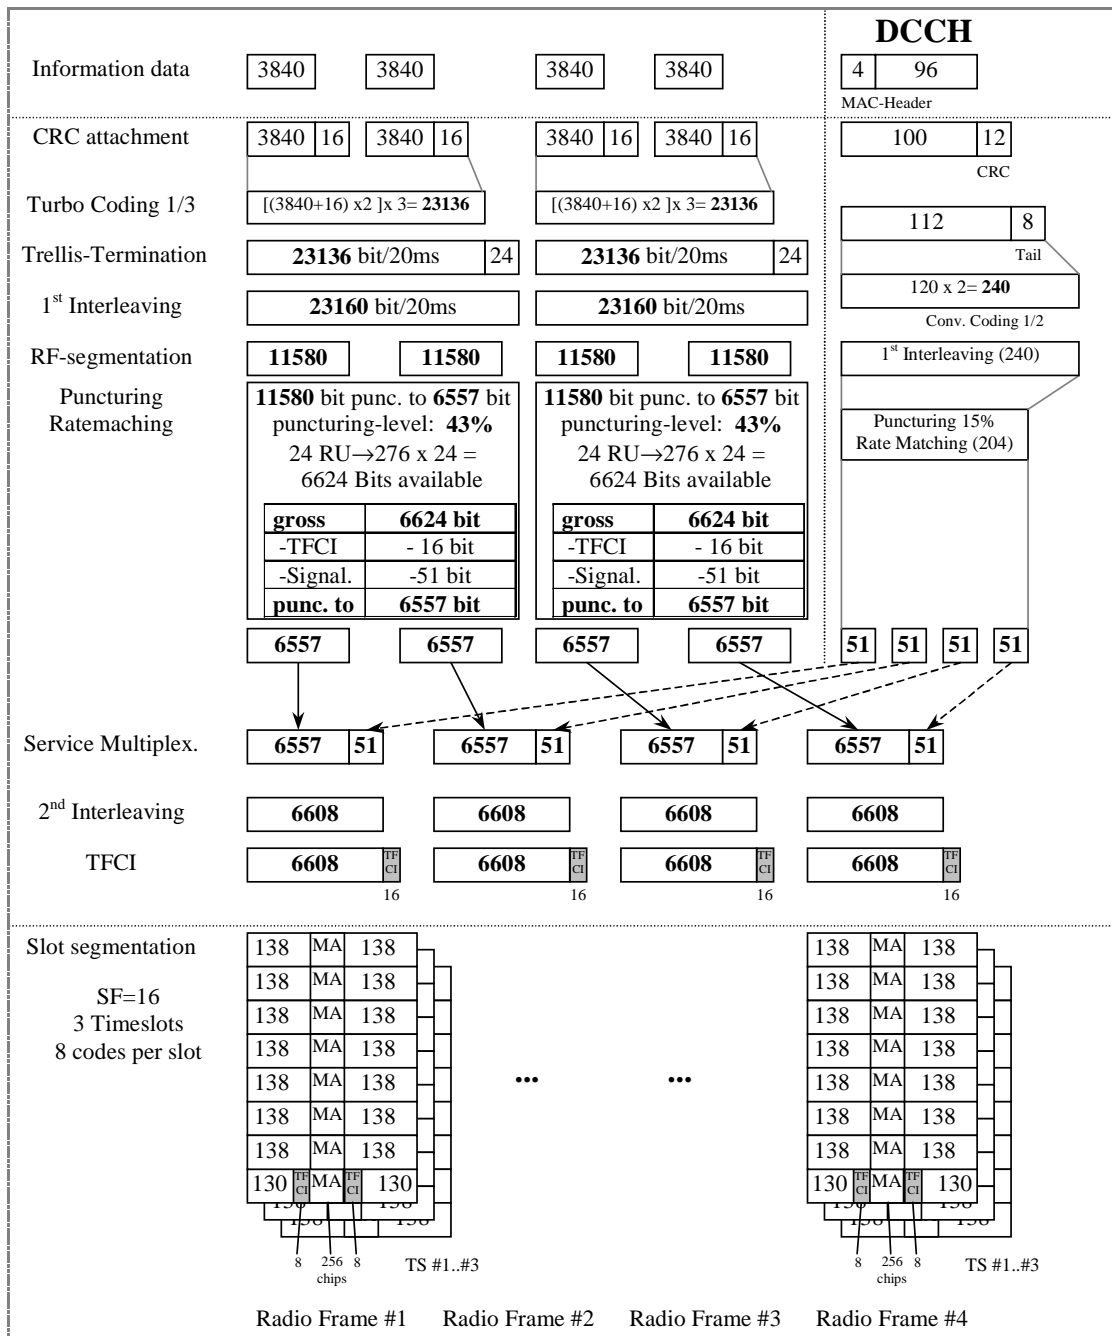 DCCH
Information data 3840 3840 3840 3840 4 96
MAC-Header
CRC attachment 3840 16 3840 16 3840 16 3840 16 100 12
CRC
Turbo Coding 1/3 [(3840+16) x2 ]x 3= 23136 [(3840+16) x2 ]x 3= 23136
112 8
Tail
Trellis-Termination 23136 bit/20ms 24 23136 bit/20ms 24
120 x 2= 240
Conv. Coding 1/2
1st Interleaving 23160 bit/20ms 23160 bit/20ms
RF-segmentation 11580 11580 11580 11580 1st Interleaving (240)
Puncturing
Ratemaching
11580 bit punc. to 6557 bit
puncturing-level: 43%
24 RU→276 x 24 =
6624 Bits available
gross 6624 bit
-TFCI - 16 bit
-Signal. -51 bit
punc. to 6557 bit
11580 bit punc. to 6557 bit
puncturing-level: 43%
24 RU→276 x 24 =
6624 Bits available
gross 6624 bit
-TFCI - 16 bit
-Signal. -51 bit
punc. to 6557 bit
Puncturing 15%
Rate Matching (204)
6557 6557 6557 6557 51 51 51 51
Service Multiplex. 6557 51 6557 51 6557 51 6557 51
2nd Interleaving 6608 6608 6608 6608
TFCI 6608 TF CI 6608 TF CI 6608 TF CI 6608 TF CI
16 16 16 16
Slot segmentation
SF=16
3 Timeslots
8 codes per slot
138 MA 138 138 MA 138
138 MA 138 138 MA 138
138 MA 138 138 MA 138
138 MA 138 138 MA 138
138 MA 138 ... ... 138 MA 138
138 MA 138 138 MA 138
138 MA 138 138 MA 138
130 TF CI MA TF CI 130 130 TF CI MA TF CI 130
8 256 chips 8 TS #1..#3 8 256 chips 8 TS #1..#3
Radio Frame #1 Radio Frame #2 Radio Frame #3 Radio Frame #4